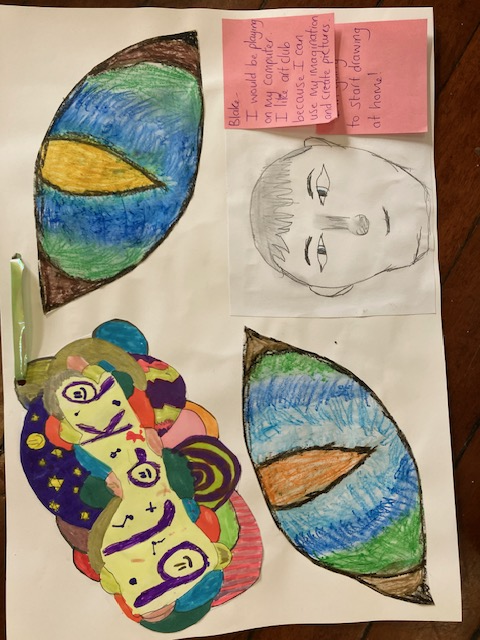 Blake-
I would be playing
on my computer
I like art club
because I can
use my imagination
and create pictures
to start drawing
at home!
blake